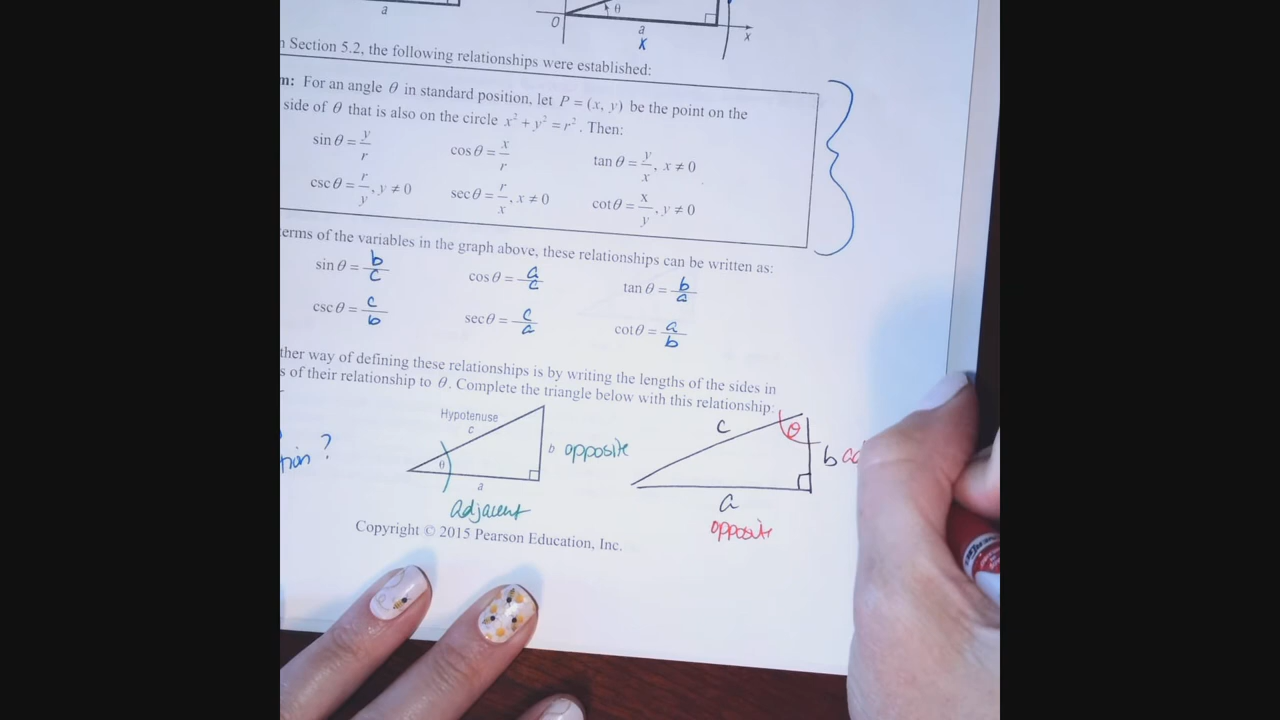 a
O θ a x
x
Section 5.2, the following relationships were established:
m: For an angle θ in standard position, let P = (x, y) be the point on the
side of θ that is also on the circle x² + y² = r². Then:
sin θ = y/r cos θ = x/r tan θ = y/x, x ≠ 0
csc θ = r/y, y ≠ 0 sec θ = r/x, x ≠ 0 cot θ = x/y, y ≠ 0
erms of the variables in the graph above, these relationships can be written as:
sin θ = b/c cos θ = a/c tan θ = b/a
csc θ = c/b sec θ = c/a cot θ = a/b
ther way of defining these relationships is by writing the lengths of the sides in
s of their relationship to θ. Complete the triangle below with this relationship:
Hypotenuse
c
θ
b opposite
a
adjacent
tion?
c θ
b ad
a
opposite
Copyright © 2015 Pearson Education, Inc.